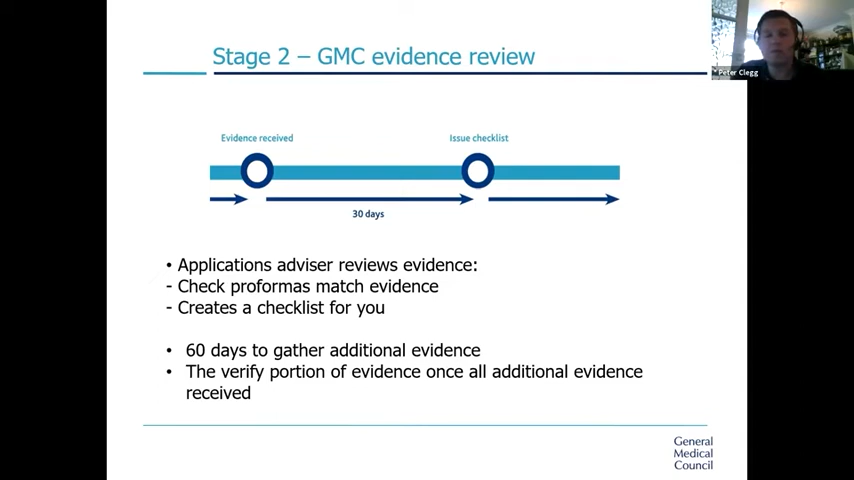 Stage 2 – GMC evidence review
Peter Clegg
Evidence received
Issue checklist
30 days
• Applications adviser reviews evidence:
- Check proformas match evidence
- Creates a checklist for you
• 60 days to gather additional evidence
• The verify portion of evidence once all additional evidence
received
General
Medical
Council